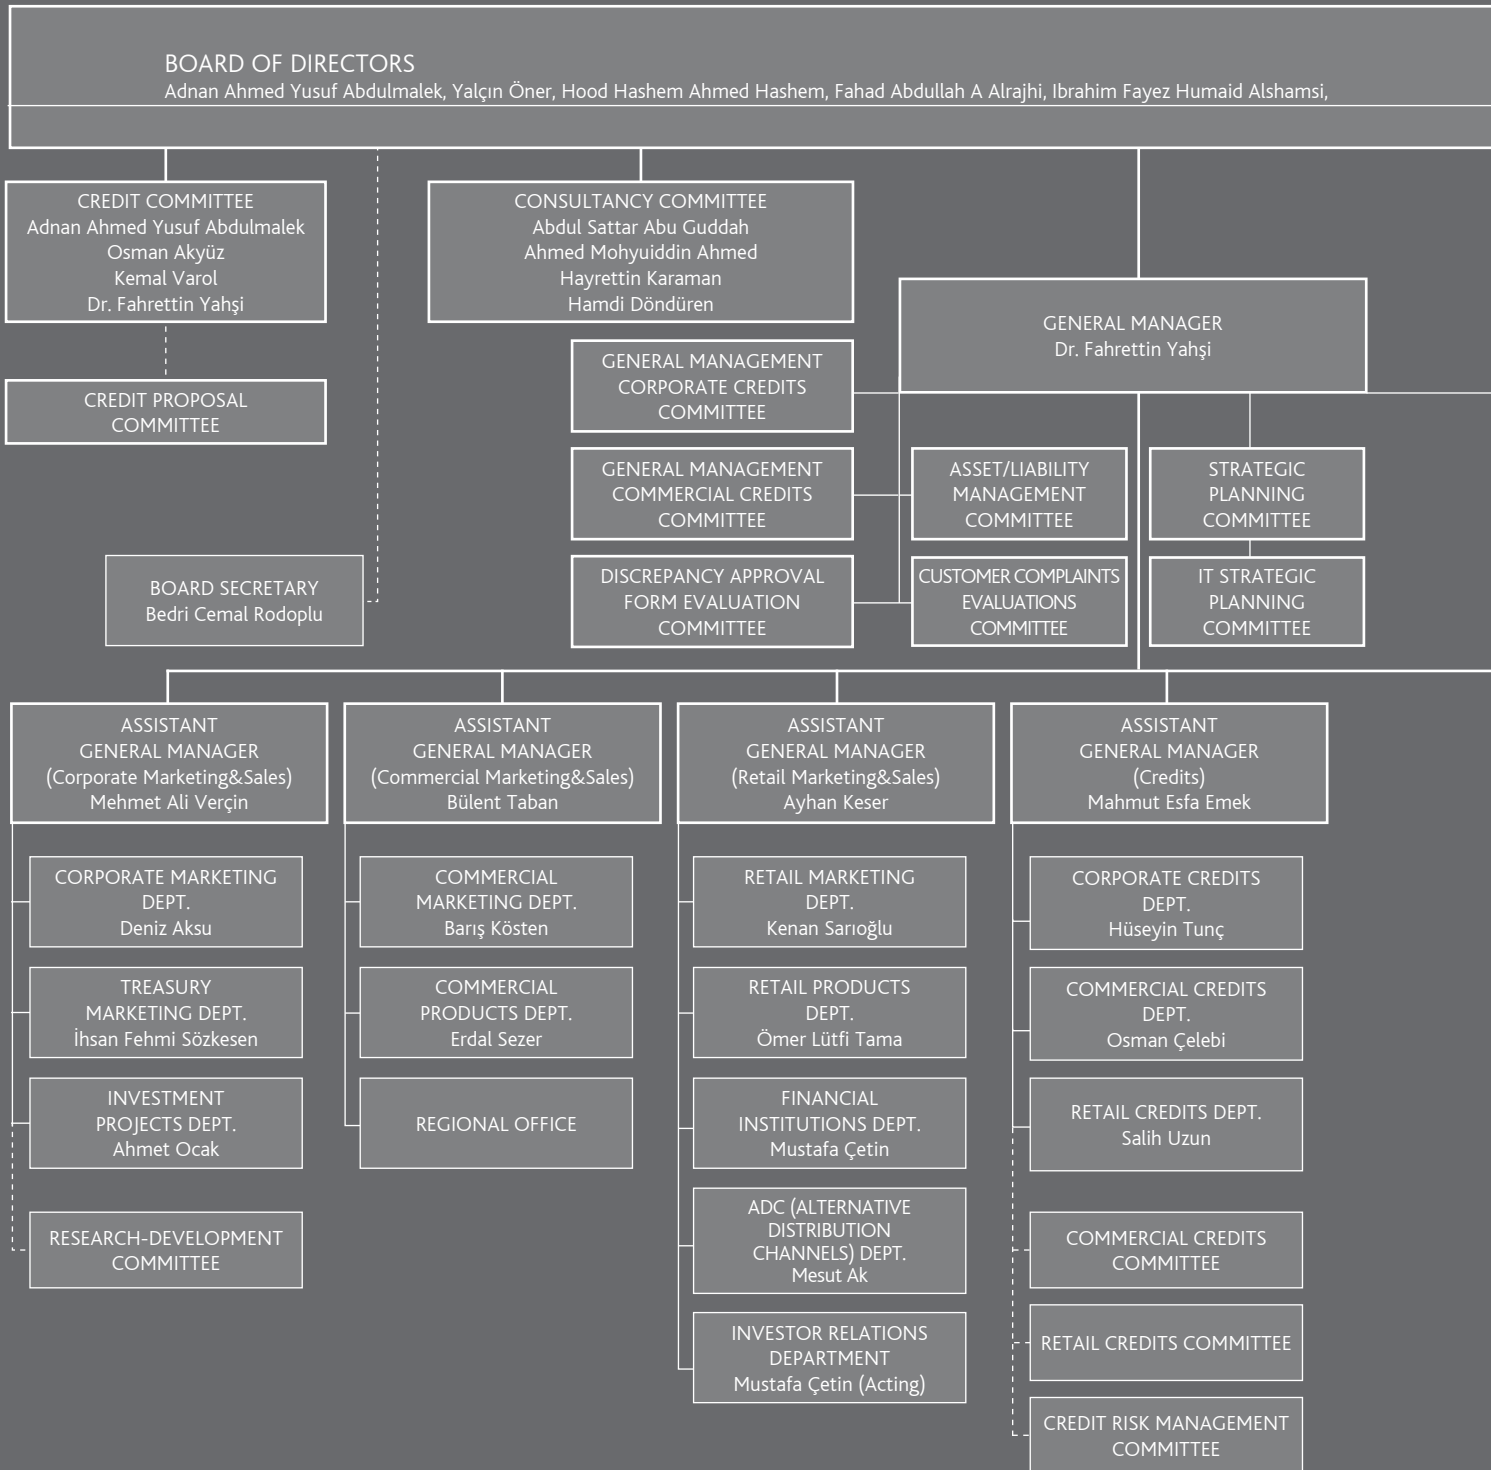 BOARD OF DIRECTORS
Adnan Ahmed Yusuf Abdulmalek, Yalçın Öner, Hood Hashem Ahmed Hashem, Fahad Abdullah A Alrajhi, Ibrahim Fayez Humaid Alshamsi,
CREDIT COMMITTEE
Adnan Ahmed Yusuf Abdulmalek
Osman Akyüz
Kemal Varol
Dr. Fahrettin Yahşi
CONSULTANCY COMMITTEE
Abdul Sattar Abu Guddah
Ahmed Mohyuiddin Ahmed
Hayrettin Karaman
Hamdi Döndüren
GENERAL MANAGER
Dr. Fahrettin Yahşi
CREDIT PROPOSAL
COMMITTEE
GENERAL MANAGEMENT
CORPORATE CREDITS
COMMITTEE
GENERAL MANAGEMENT
COMMERCIAL CREDITS
COMMITTEE
ASSET/LIABILITY
MANAGEMENT
COMMITTEE
STRATEGIC
PLANNING
COMMITTEE
BOARD SECRETARY
Bedri Cemal Rodoplu
DISCREPANCY APPROVAL
FORM EVALUATION
COMMITTEE
CUSTOMER COMPLAINTS
EVALUATIONS
COMMITTEE
IT STRATEGIC
PLANNING
COMMITTEE
ASSISTANT
GENERAL MANAGER
(Corporate Marketing&Sales)
Mehmet Ali Verçin
ASSISTANT
GENERAL MANAGER
(Commercial Marketing&Sales)
Bülent Taban
ASSISTANT
GENERAL MANAGER
(Retail Marketing&Sales)
Ayhan Keser
ASSISTANT
GENERAL MANAGER
(Credits)
Mahmut Esfa Emek
CORPORATE MARKETING
DEPT.
Deniz Aksu
COMMERCIAL
MARKETING DEPT.
Barış Kösten
RETAIL MARKETING
DEPT.
Kenan Sarıoğlu
CORPORATE CREDITS
DEPT.
Hüseyin Tunç
TREASURY
MARKETING DEPT.
İhsan Fehmi Sözkesen
COMMERCIAL
PRODUCTS DEPT.
Erdal Sezer
RETAIL PRODUCTS
DEPT.
Ömer Lütfi Tama
COMMERCIAL CREDITS
DEPT.
Osman Çelebi
INVESTMENT
PROJECTS DEPT.
Ahmet Ocak
REGIONAL OFFICE
FINANCIAL
INSTITUTIONS DEPT.
Mustafa Çetin
RETAIL CREDITS DEPT.
Salih Uzun
RESEARCH-DEVELOPMENT
COMMITTEE
ADC (ALTERNATIVE
DISTRIBUTION
CHANNELS) DEPT.
Mesut Ak
COMMERCIAL CREDITS
COMMITTEE
INVESTOR RELATIONS
DEPARTMENT
Mustafa Çetin (Acting)
RETAIL CREDITS COMMITTEE
CREDIT RISK MANAGEMENT
COMMITTEE